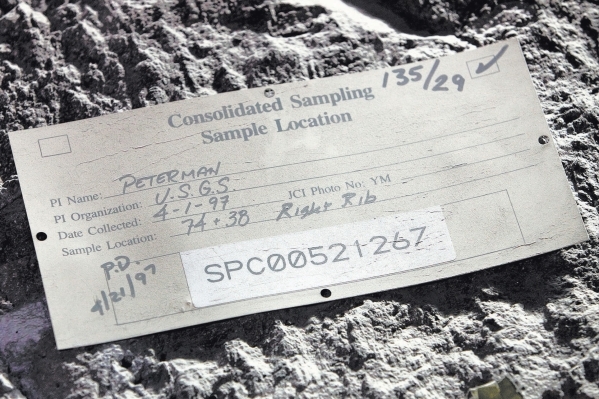 135/29 ✓
Consolidated Sampling
Sample Location
PI Name: PETERMAN
PI Organization: U.S.G.S
Date Collected: 4-1-97 JCI Photo No: YM
Sample Location: 74+38 Right Rib
P.D.
4/21/97
SPC00521267